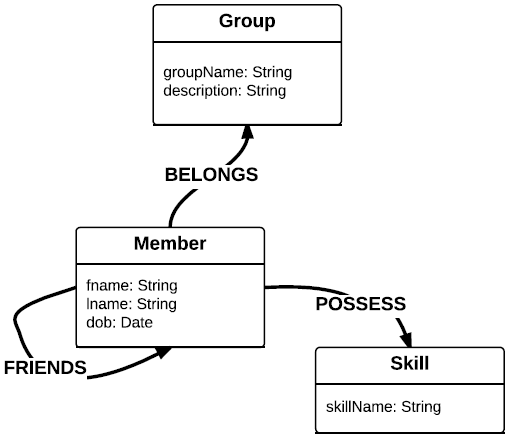 Group
groupName: String
description: String
BELONGS
Member
fname: String
lname: String
dob: Date
POSSESS
FRIENDS
Skill
skillName: String